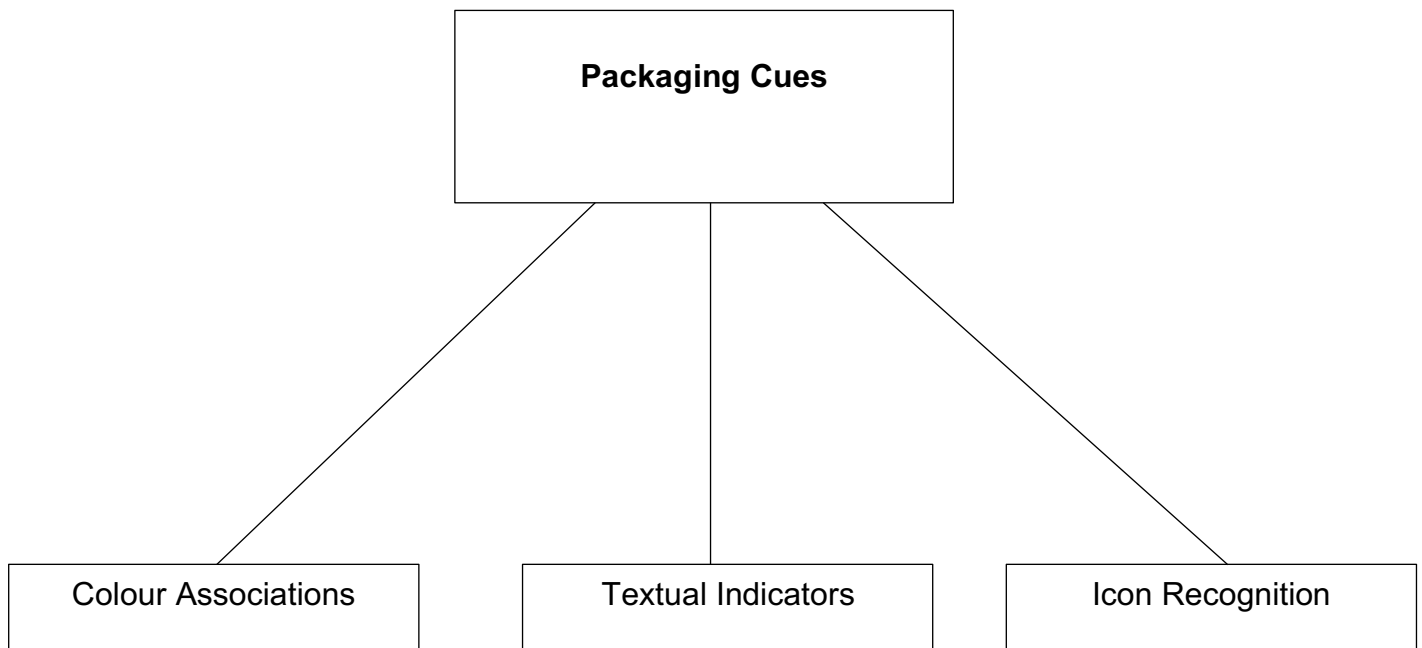 Packaging Cues
Colour Associations
Textual Indicators
Icon Recognition